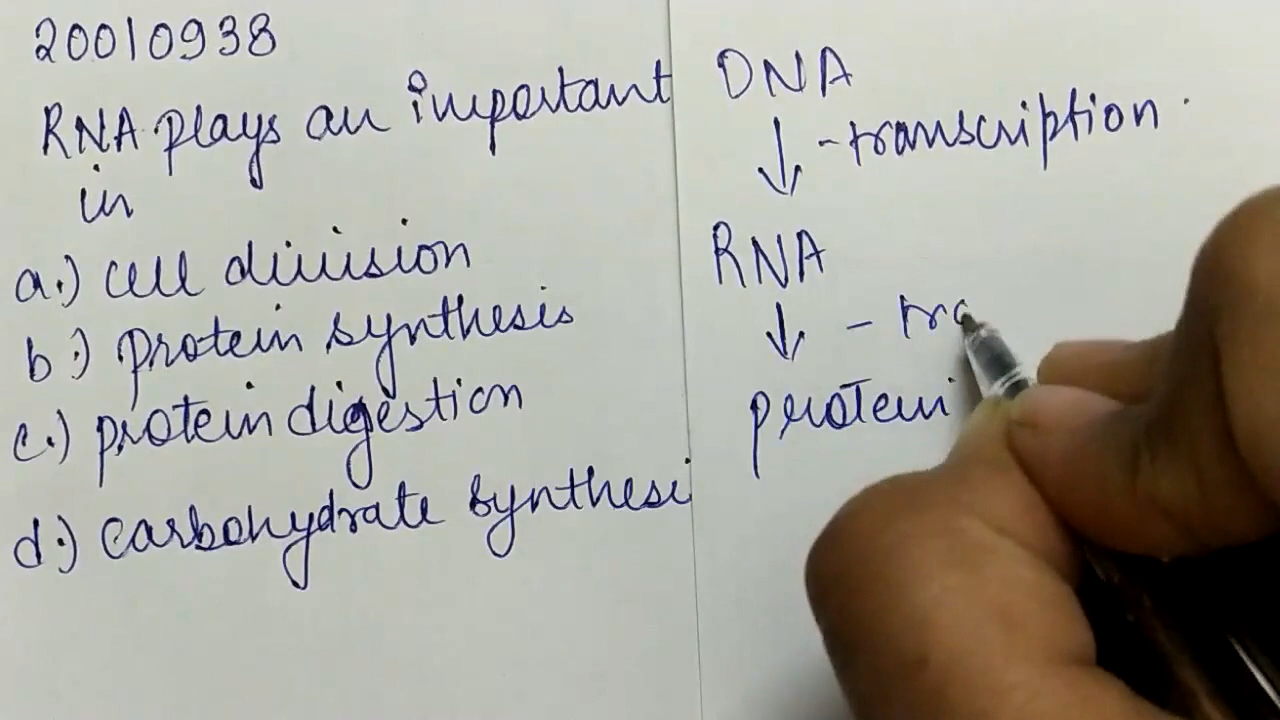 20010938
RNA plays an important
in
a.) cell division
b.) protein synthesis
c.) protein digestion
d.) carbohydrate synthesi
DNA
↓ - transcription.
RNA
↓ - tra
protein